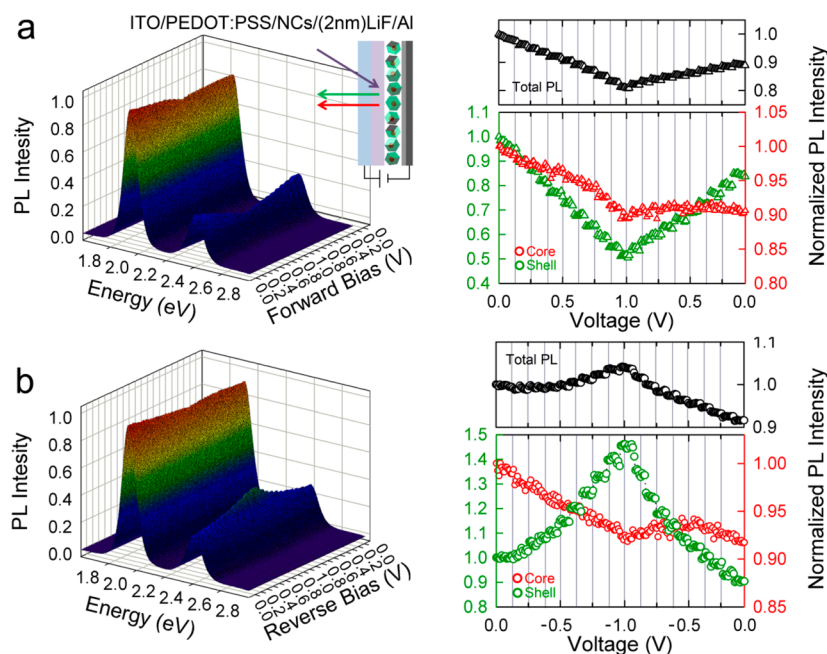 a
ITO/PEDOT:PSS/NCs/(2nm)LiF/Al
PL Intesity
1.0
0.8
0.6
0.4
0.2
0.0
1.8
2.0
2.2
2.4
2.6
2.8
Energy (eV)
Forward Bias (V)
1.0
0.9
0.8
Total PL
1.1
1.0
0.9
0.8
0.7
0.6
0.5
0.4
Core
Shell
1.05
1.00
0.95
0.90
0.85
0.80
Normalized PL Intensity
0.0 0.5 1.0 0.5 0.0
Voltage (V)
b
PL Intesity
1.0
0.8
0.6
0.4
0.2
0.0
1.8
2.0
2.2
2.4
2.6
2.8
Energy (eV)
Reverse Bias (V)
Total PL
1.1
1.0
0.9
1.5
1.4
1.3
1.2
1.1
1.0
0.9
0.8
Core
Shell
1.00
0.95
0.90
0.85
Normalized PL Intensity
0.0 -0.5 -1.0 -0.5 0.0
Voltage (V)